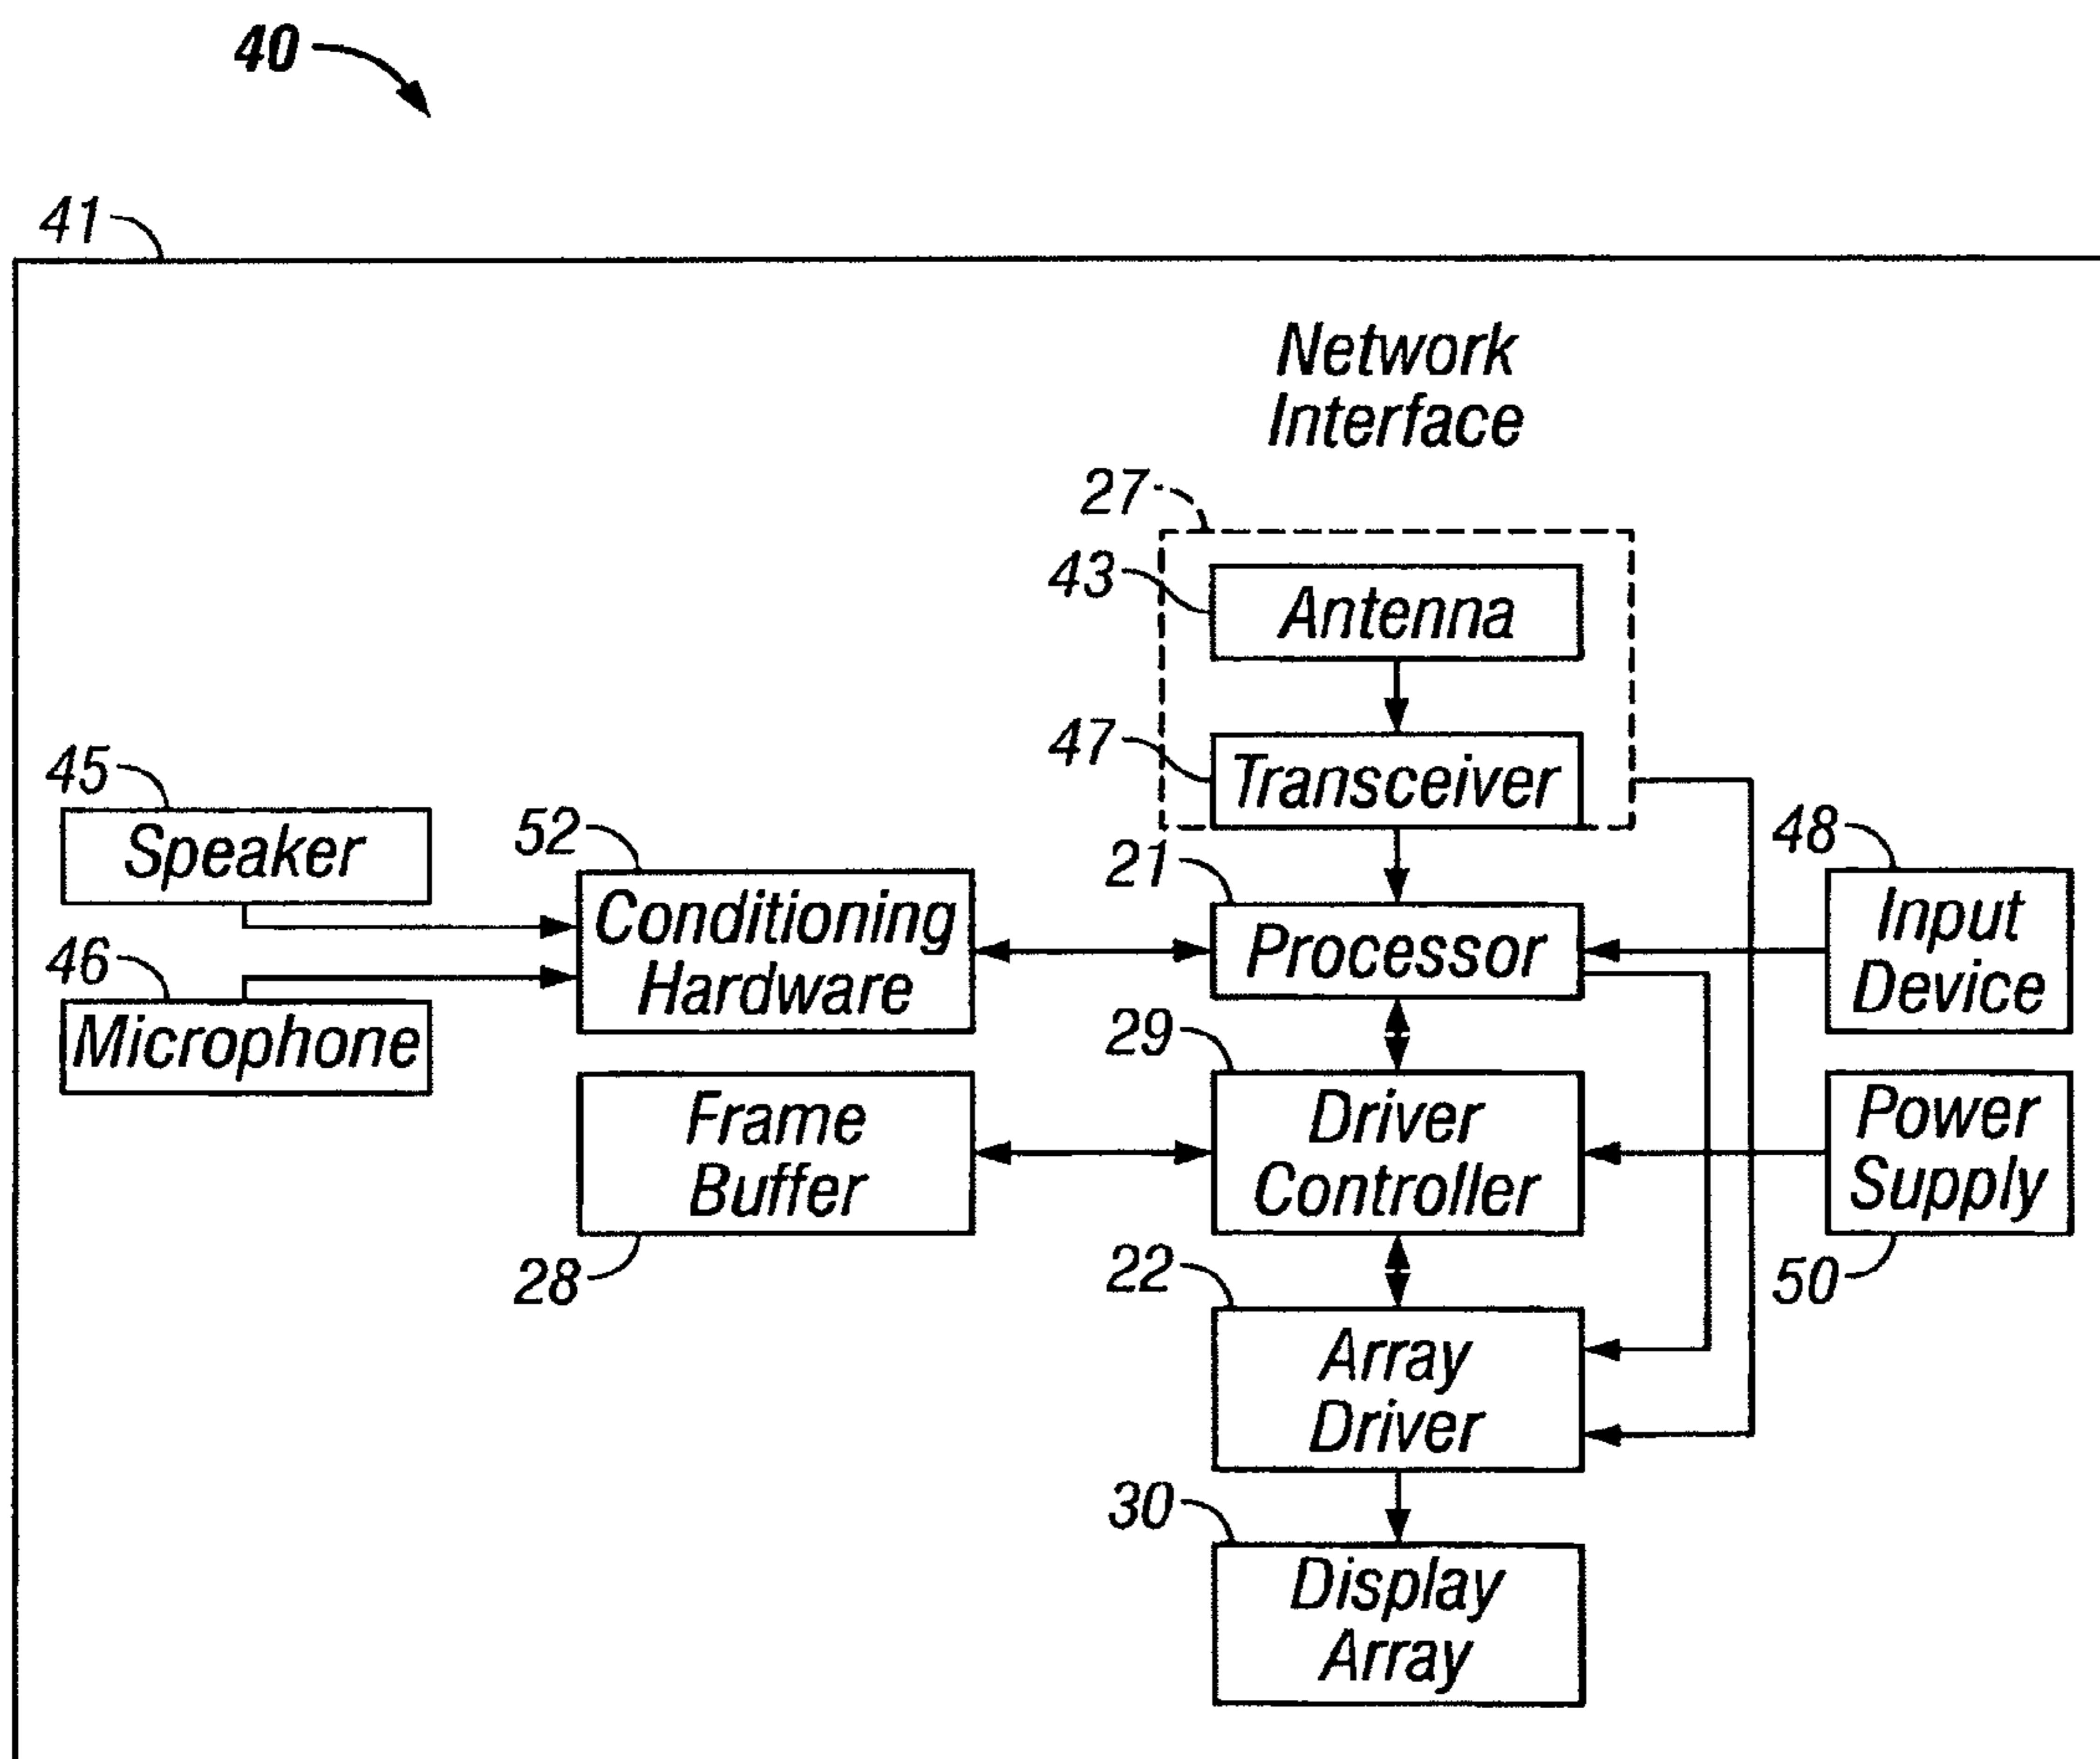 40
41
Network
Interface
27
43
Antenna
47
Transceiver
45
Speaker
52
Conditioning
Hardware
21
Processor
48
Input
Device
46
Microphone
29
Driver
Controller
Frame
Buffer
28
Power
Supply
50
22
Array
Driver
30
Display
Array